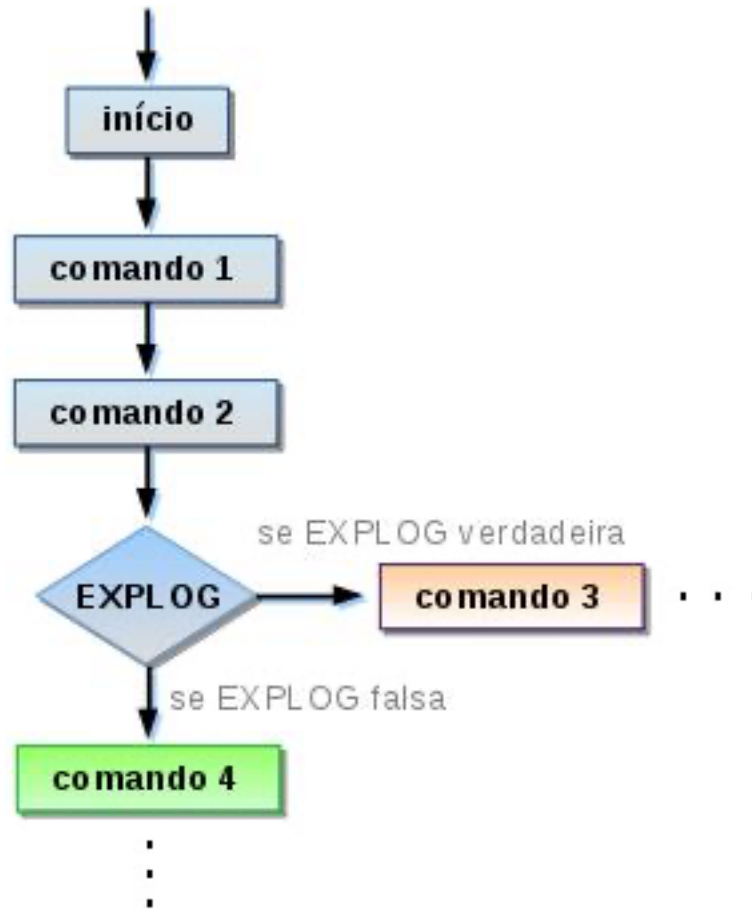 início
comando 1
comando 2
se EXPLOG verdadeira
EXPLOG
comando 3
se EXPLOG falsa
comando 4